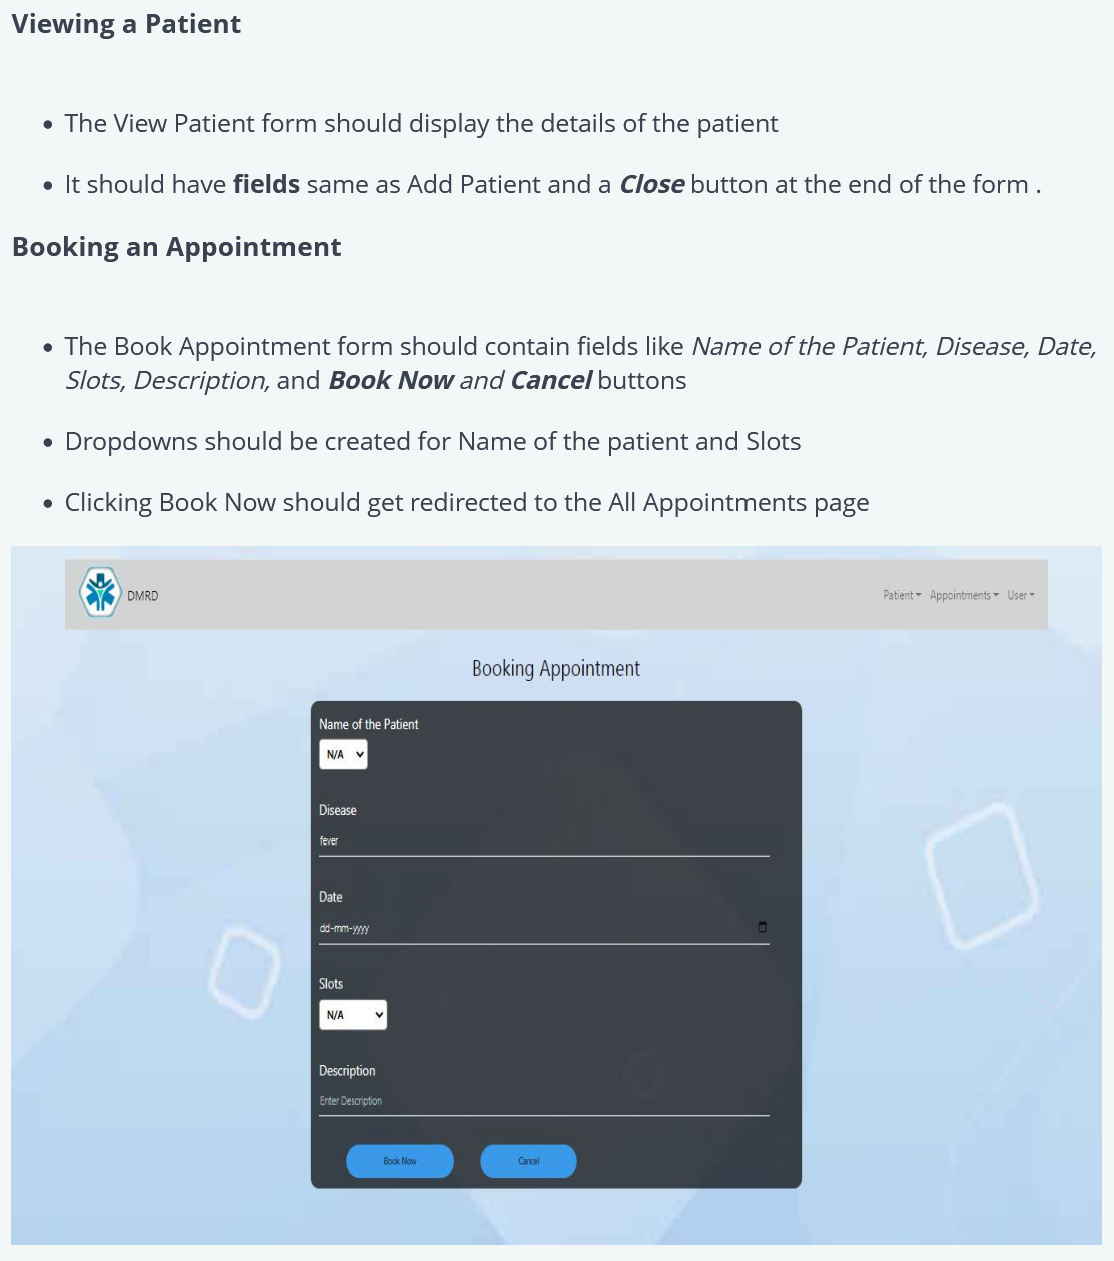 Viewing a Patient
The View Patient form should display the details of the patient
It should have fields same as Add Patient and a Close button at the end of the form .
Booking an Appointment
The Book Appointment form should contain fields like Name of the Patient, Disease, Date,
Slots, Description, and Book Now and Cancel buttons
Dropdowns should be created for Name of the patient and Slots
Clicking Book Now should get redirected to the All Appointments page
DMRD
Patient Appointments User
Booking Appointment
Name of the Patient
N/A
Disease
fever
Date
dd-mm-yyyy
Slots
N/A
Description
Enter Description
Book Now Cancel